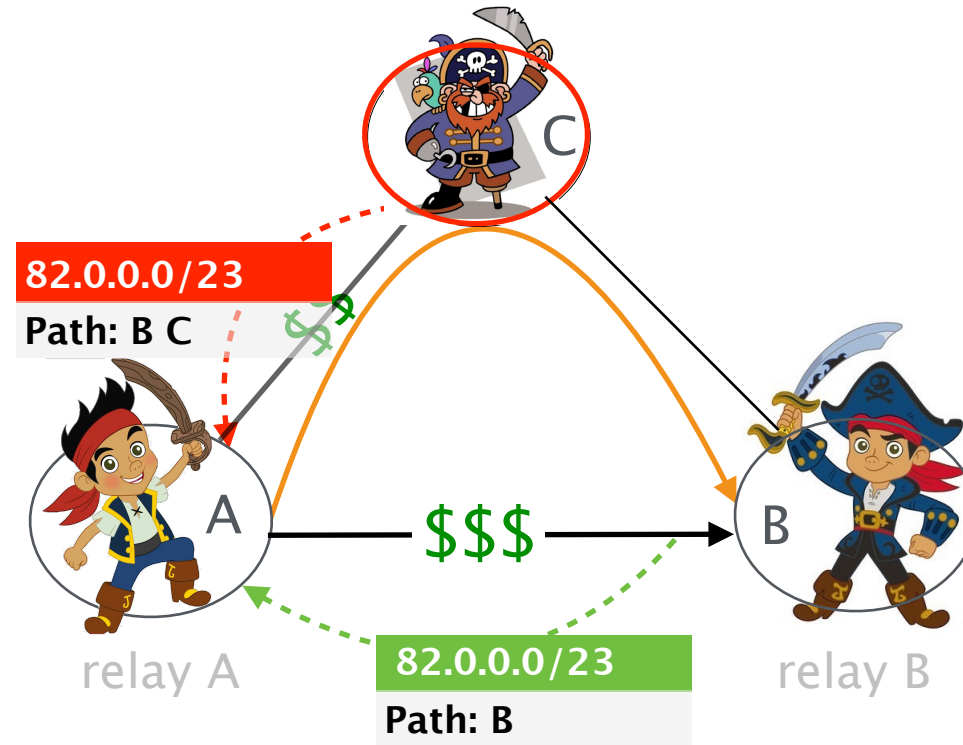 C
82.0.0.0/23
Path: B C
$$
A
$$$
B
82.0.0.0/23
Path: B
relay A
relay B